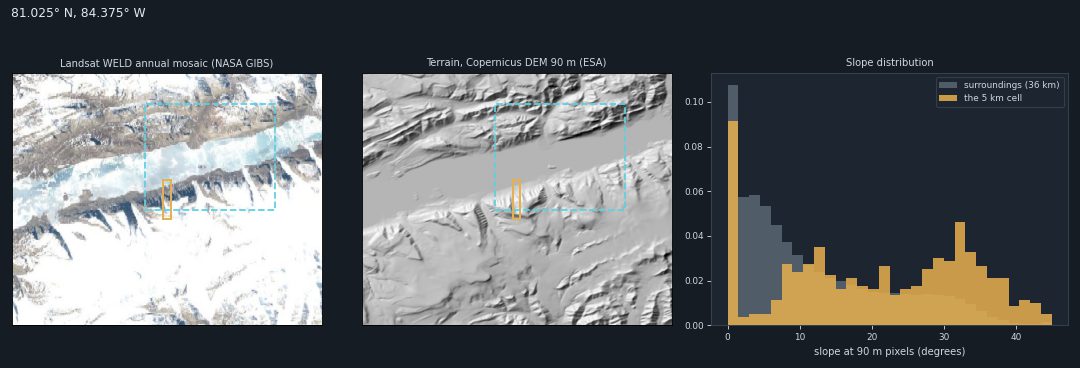 81.025° N, 84.375° W
Landsat WELD annual mosaic (NASA GIBS)
Terrain, Copernicus DEM 90 m (ESA)
Slope distribution
surroundings (36 km)
the 5 km cell
0.10
0.08
0.06
0.04
0.02
0.00
0 10 20 30 40
slope at 90 m pixels (degrees)